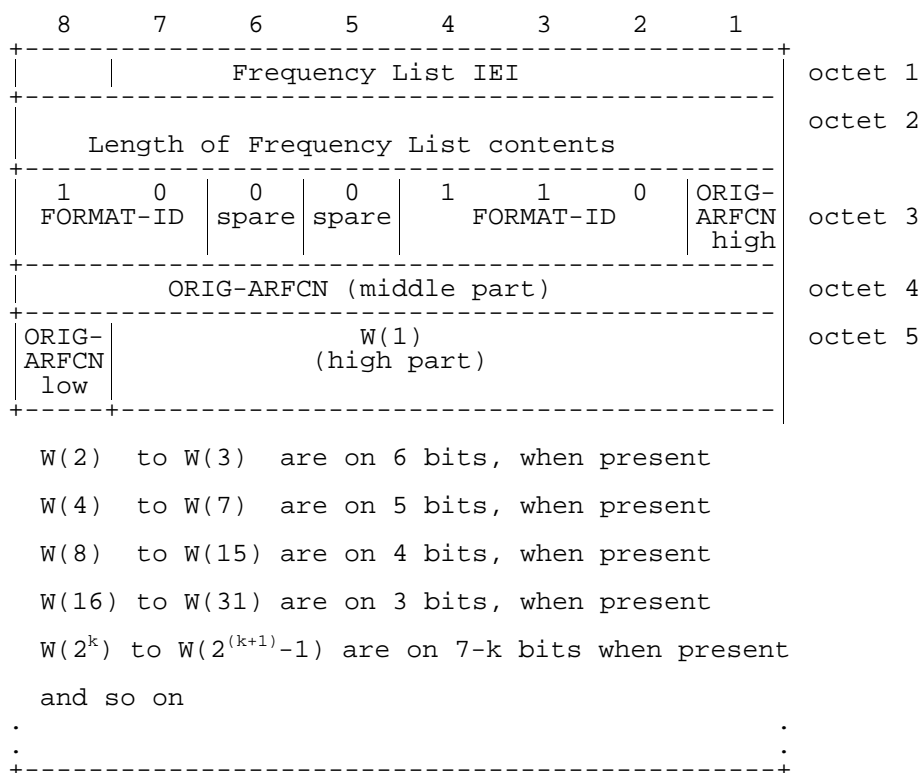 8 7 6 5 4 3 2 1
Frequency List IEI octet 1
octet 2
Length of Frequency List contents
1 0 0 0 1 1 0 ORIG-
FORMAT-ID spare spare FORMAT-ID ARFCN octet 3
high
ORIG-ARFCN (middle part) octet 4
ORIG- W(1) octet 5
ARFCN (high part)
low
W(2) to W(3) are on 6 bits, when present
W(4) to W(7) are on 5 bits, when present
W(8) to W(15) are on 4 bits, when present
W(16) to W(31) are on 3 bits, when present
W(2^k) to W(2^(k+1)-1) are on 7-k bits when present
and so on
. .
. .